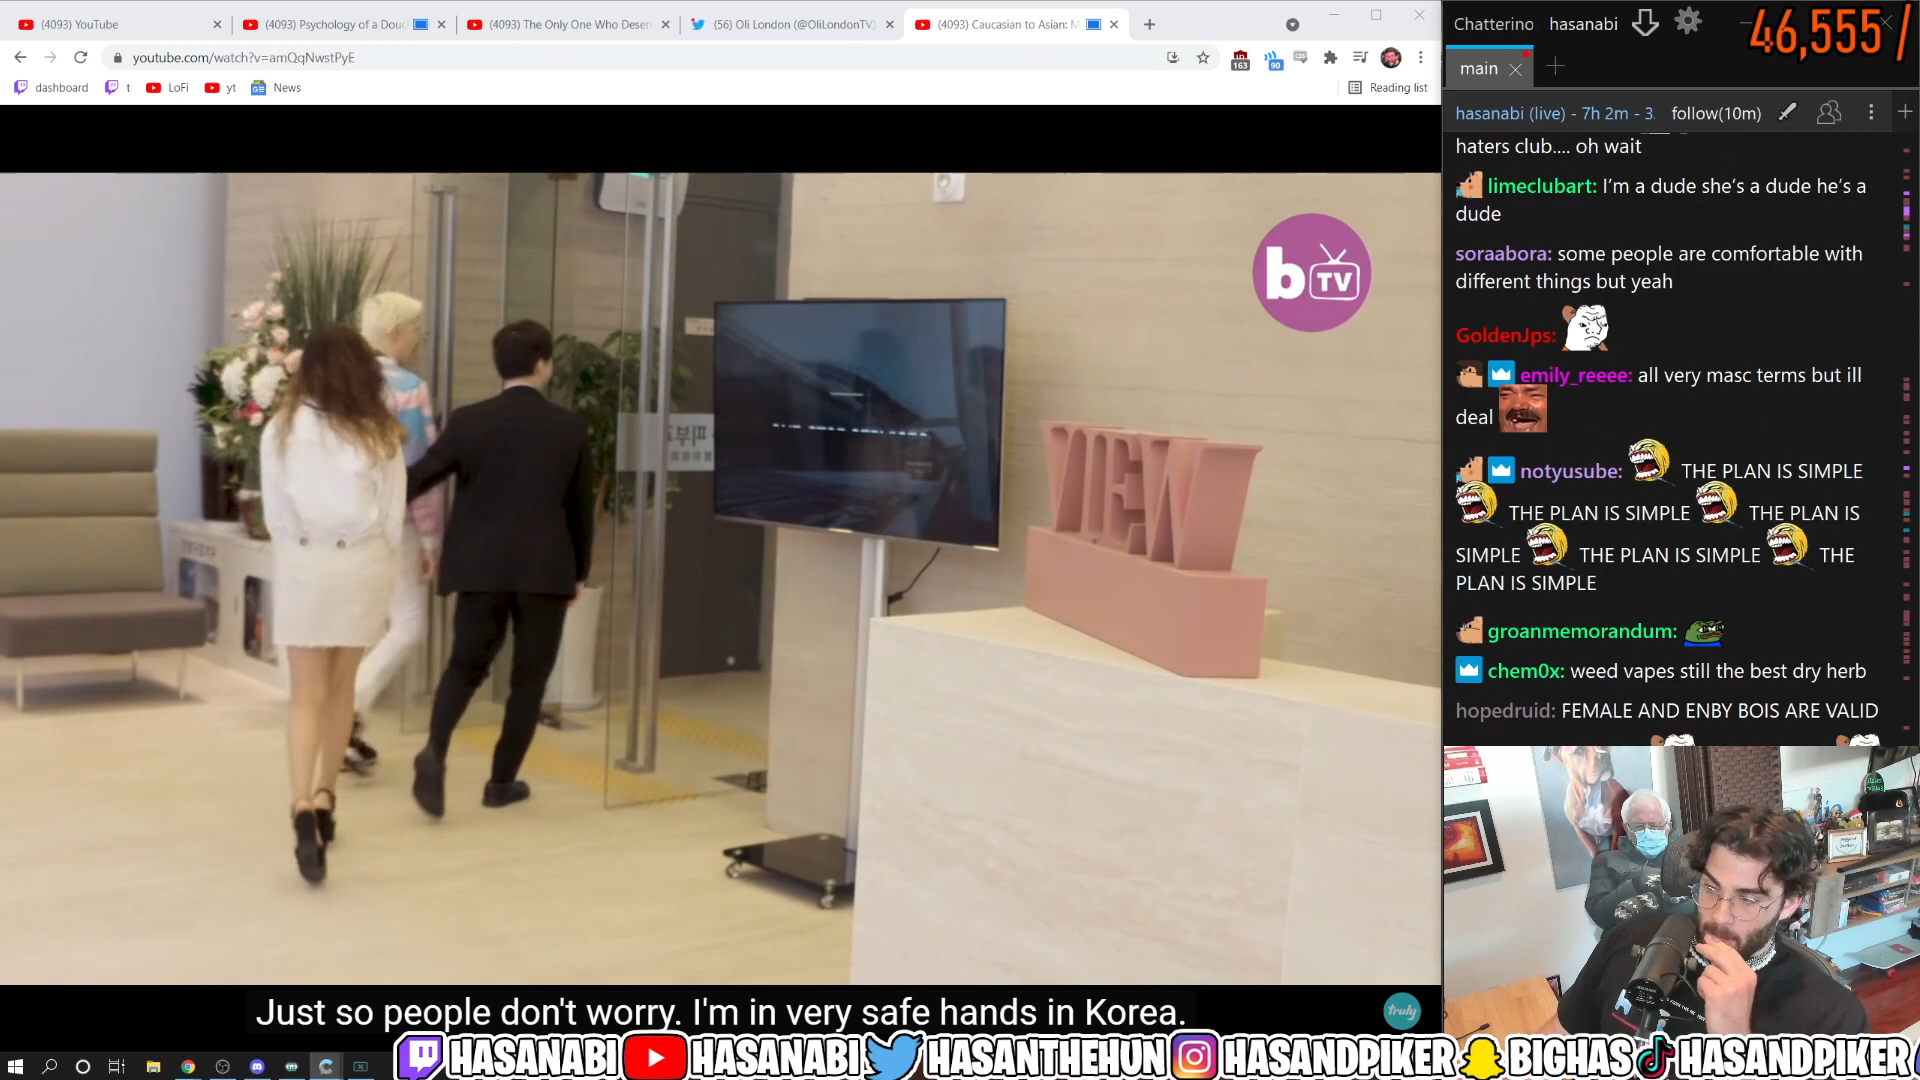 (4093) YouTube
(4093) Psychology of a Douc
(4093) The Only One Who Deser
(56) Oli London (@OliLondonTV)
(4093) Caucasian to Asian: M
youtube.com/watch?v=amQqNwstPyE
163
90
dashboard
t
LoFi
yt
News
Reading list
b TV
VIEW
Just so people don't worry. I'm in very safe hands in Korea.
truly
Chatterino
hasanabi
46,555 /
main
hasanabi (live) - 7h 2m - 3.
follow(10m)
haters club.... oh wait
limeclubart: I'm a dude she's a dude he's a
dude
soraabora: some people are comfortable with
different things but yeah
GoldenJps:
emily_reeee: all very masc terms but ill
deal
notyusube: THE PLAN IS SIMPLE
THE PLAN IS SIMPLE THE PLAN IS
SIMPLE THE PLAN IS SIMPLE THE
PLAN IS SIMPLE
groanmemorandum:
chem0x: weed vapes still the best dry herb
hopedruid: FEMALE AND ENBY BOIS ARE VALID
HASANABI HASANABI HASANTHEHUN HASANDPIKER BIGHAS HASANDPIKER